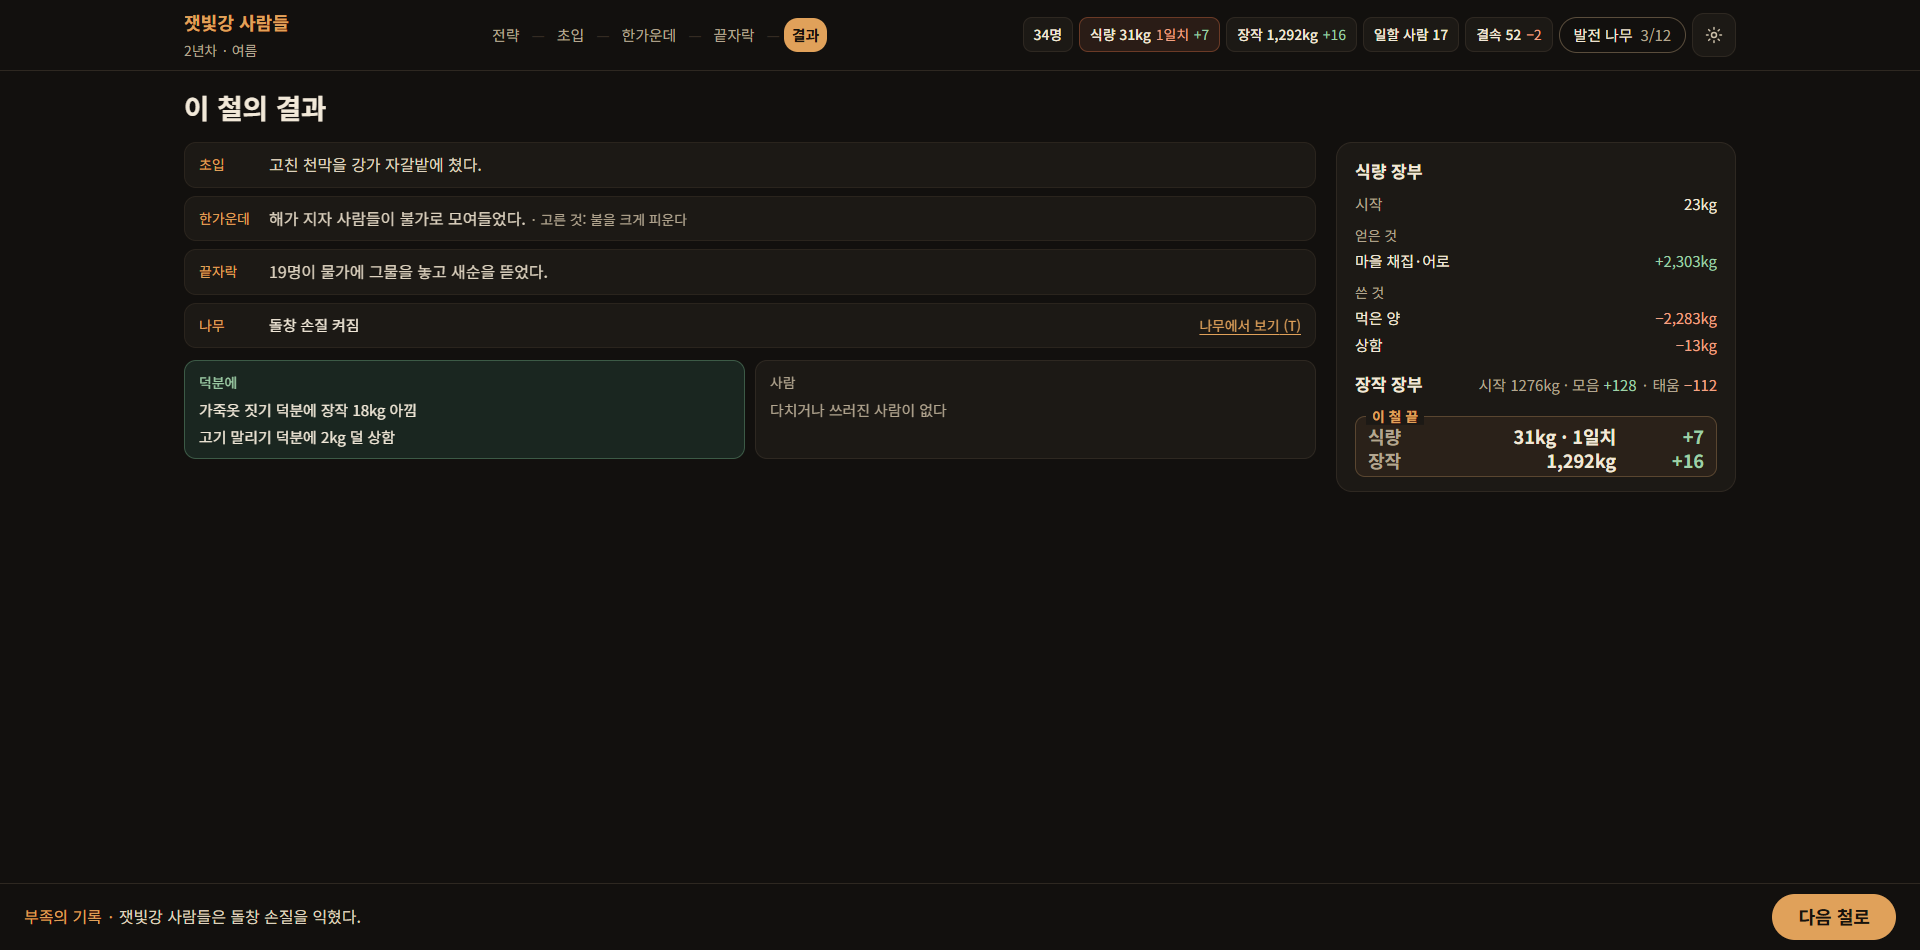 잿빛강 사람들
2년차 · 여름
전략 — 초입 — 한가운데 — 끝자락 — 결과
34명
식량 31kg 1일치 +7
장작 1,292kg +16
일할 사람 17
결속 52 −2
발전 나무 3/12
이 철의 결과
초입 고친 천막을 강가 자갈밭에 쳤다.
한가운데 해가 지자 사람들이 불가로 모여들었다. · 고른 것: 불을 크게 피운다
끝자락 19명이 물가에 그물을 놓고 새순을 뜯었다.
나무 돌창 손질 켜짐 나무에서 보기 (T)
덕분에
가죽옷 짓기 덕분에 장작 18kg 아낌
고기 말리기 덕분에 2kg 덜 상함
사람
다치거나 쓰러진 사람이 없다
식량 장부
시작 23kg
얻은 것
마을 채집·어로 +2,303kg
쓴 것
먹은 양 −2,283kg
상함 −13kg
장작 장부 시작 1276kg · 모음 +128 · 태움 −112
이 철 끝
식량 31kg · 1일치 +7
장작 1,292kg +16
부족의 기록 · 잿빛강 사람들은 돌창 손질을 익혔다.
다음 철로